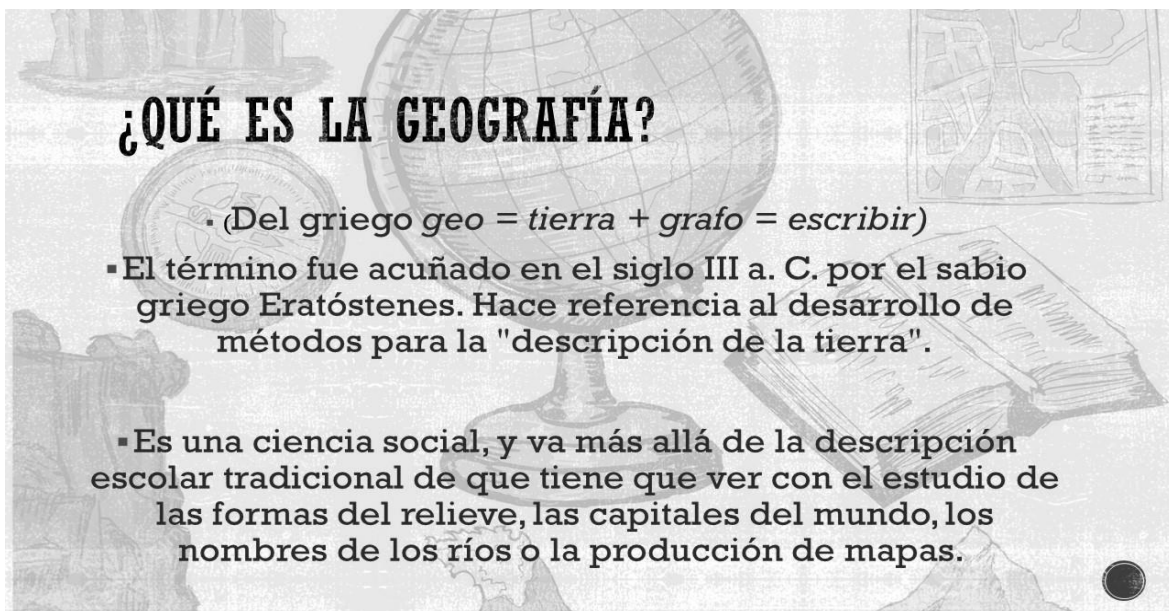 ¿QUÉ ES LA GEOGRAFÍA?
▪ (Del griego geo = tierra + grafo = escribir)
▪El término fue acuñado en el siglo III a. C. por el sabio
griego Eratóstenes. Hace referencia al desarrollo de
métodos para la "descripción de la tierra".
▪Es una ciencia social, y va más allá de la descripción
escolar tradicional de que tiene que ver con el estudio de
las formas del relieve, las capitales del mundo, los
nombres de los ríos o la producción de mapas.